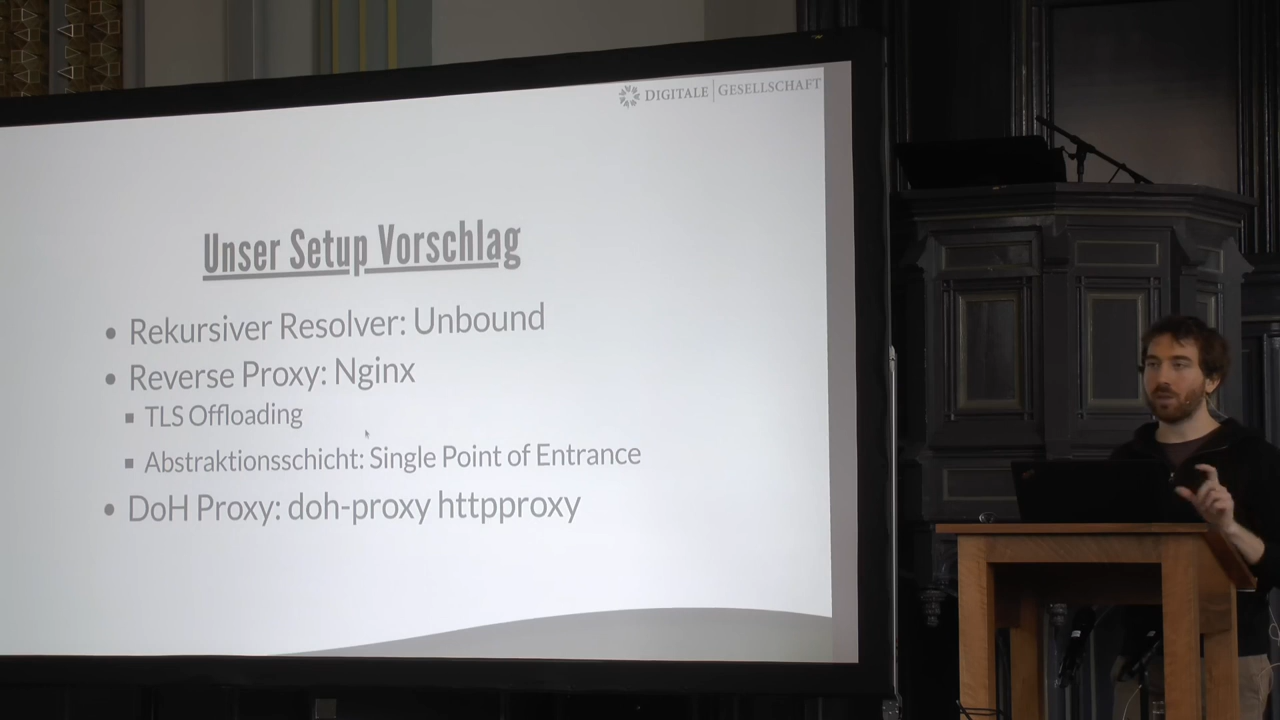 DIGITALE | GESELLSCHAFT
Unser Setup Vorschlag
• Rekursiver Resolver: Unbound
• Reverse Proxy: Nginx
▪ TLS Offloading
▪ Abstraktionsschicht: Single Point of Entrance
• DoH Proxy: doh-proxy httpproxy